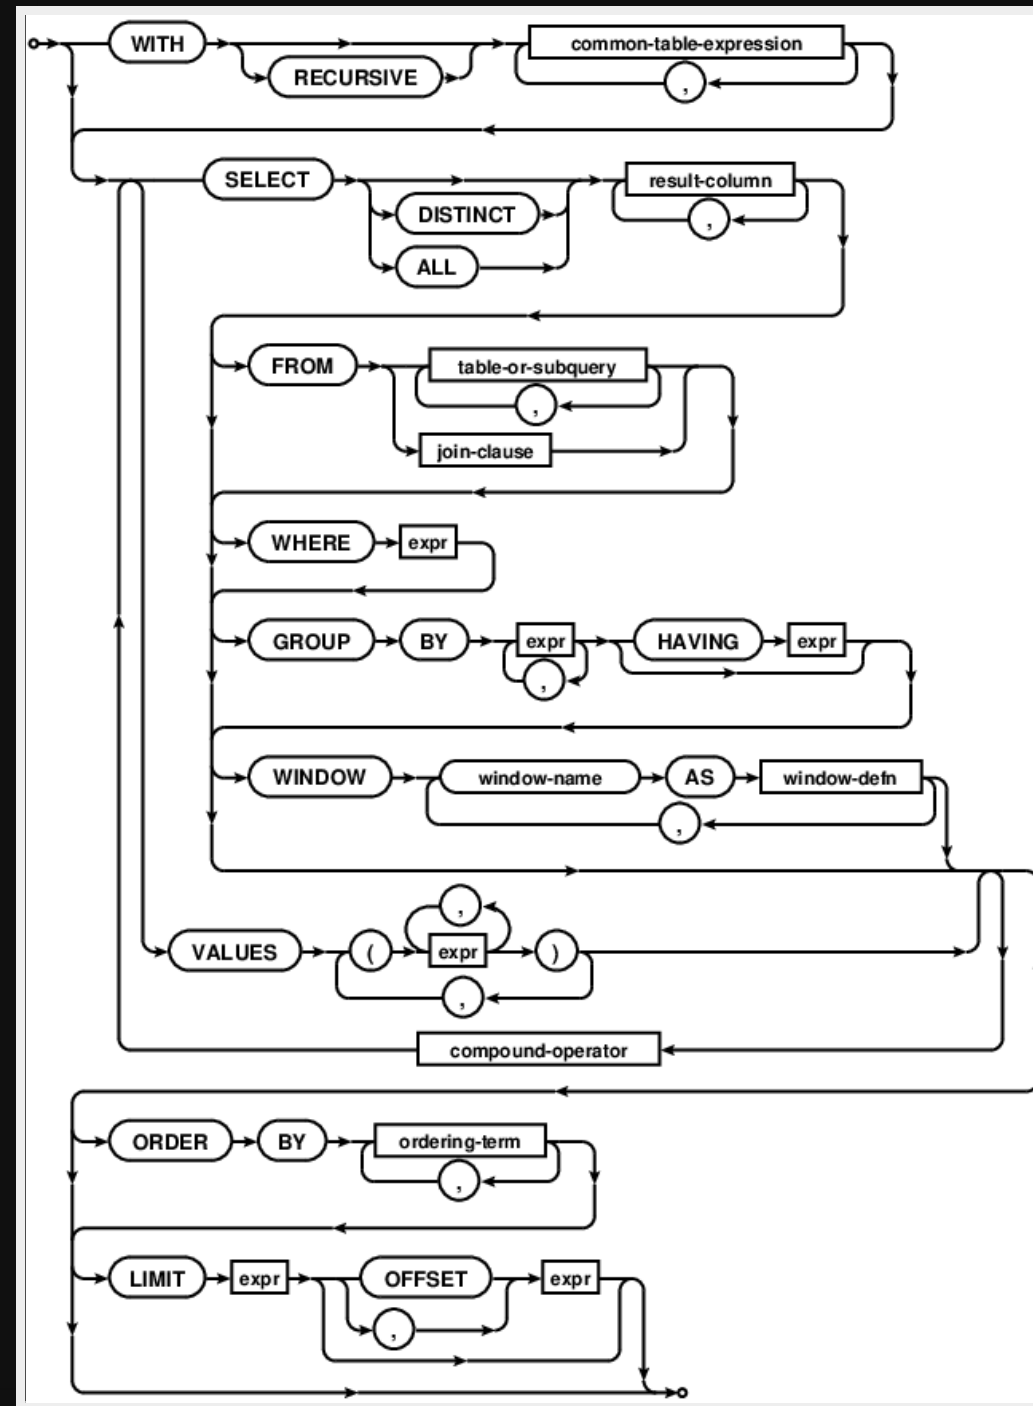 WITH common-table-expression
RECURSIVE
,
SELECT result-column
DISTINCT ,
ALL
FROM table-or-subquery
,
join-clause
WHERE expr
GROUP BY expr HAVING expr
,
WINDOW window-name AS window-defn
,
,
VALUES ( expr )
,
compound-operator
ORDER BY ordering-term
,
LIMIT expr OFFSET expr
,